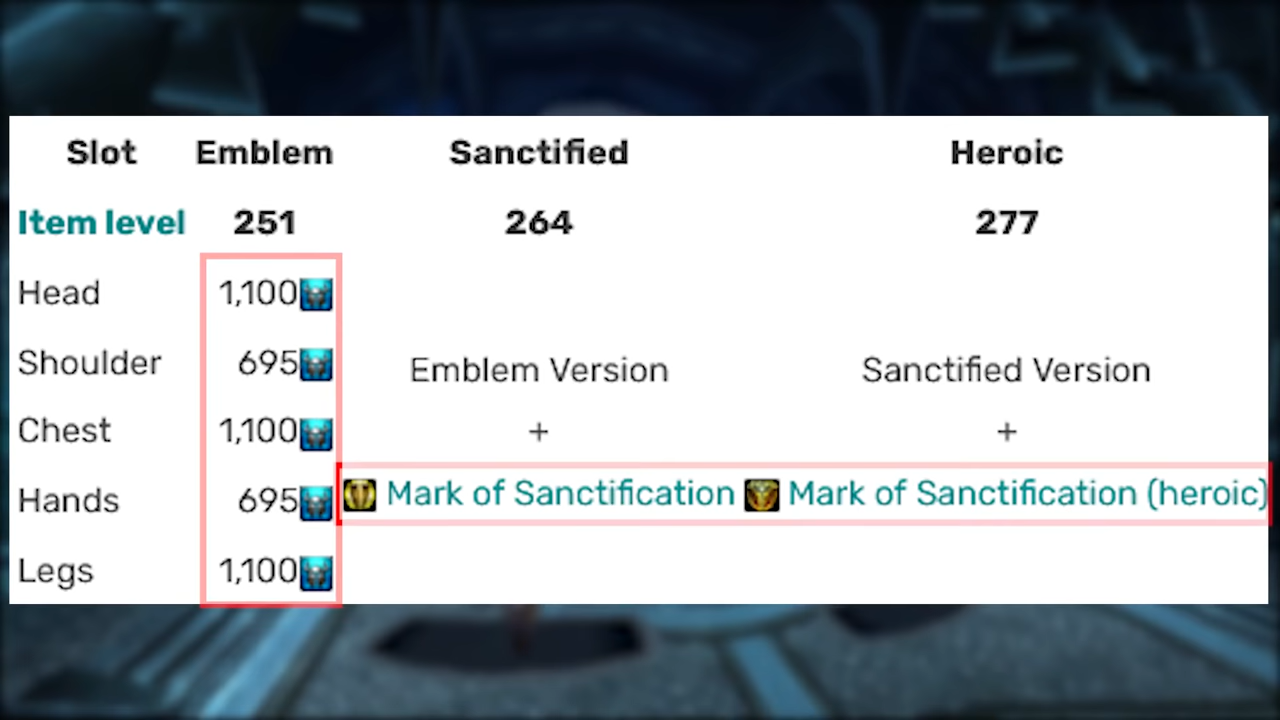 Slot Emblem Sanctified Heroic
Item level 251 264 277
Head 1,100
Shoulder 695 Emblem Version Sanctified Version
Chest 1,100 + +
Hands 695 Mark of Sanctification Mark of Sanctification (heroic)
Legs 1,100